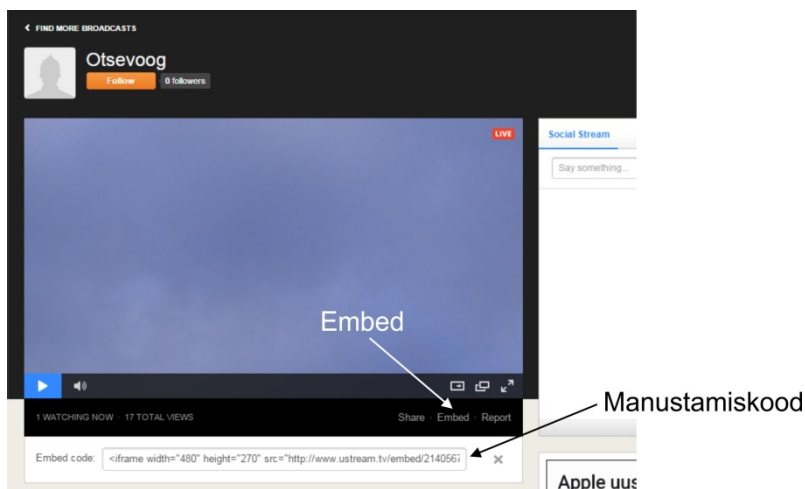 FIND MORE BROADCASTS
Otsevoog
Follow
0 followers
LIVE
Social Stream
Say something...
Embed
1 WATCHING NOW · 17 TOTAL VIEWS
Share · Embed · Report
Manustamiskood
Embed code: <iframe width="480" height="270" src="http://www.ustream.tv/embed/2140567
Apple uus